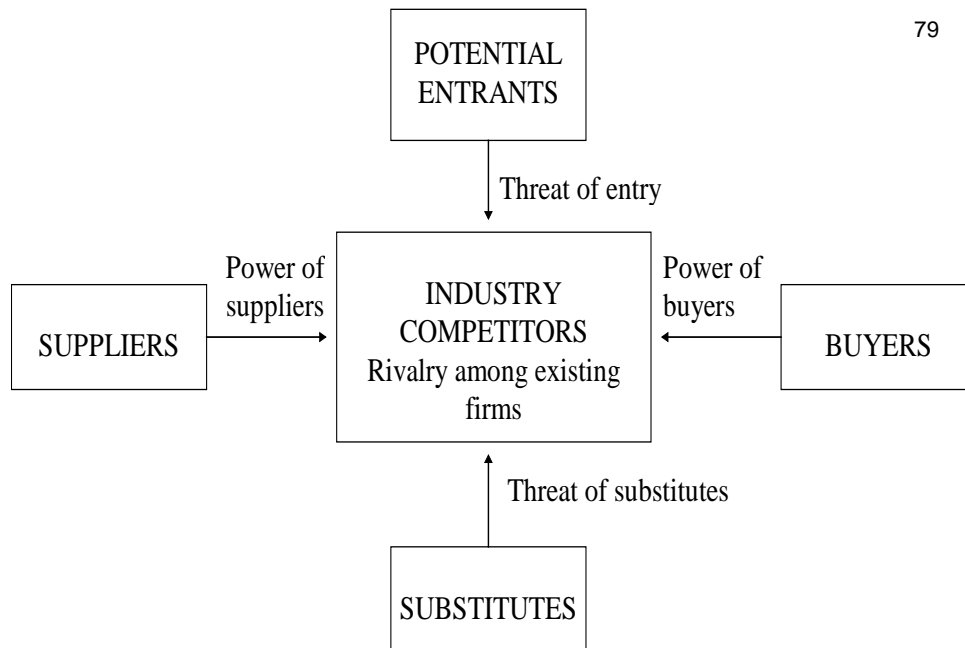 79
POTENTIAL
ENTRANTS
Threat of entry
Power of
suppliers
Power of
buyers
SUPPLIERS
INDUSTRY
COMPETITORS
Rivalry among existing
firms
BUYERS
Threat of substitutes
SUBSTITUTES